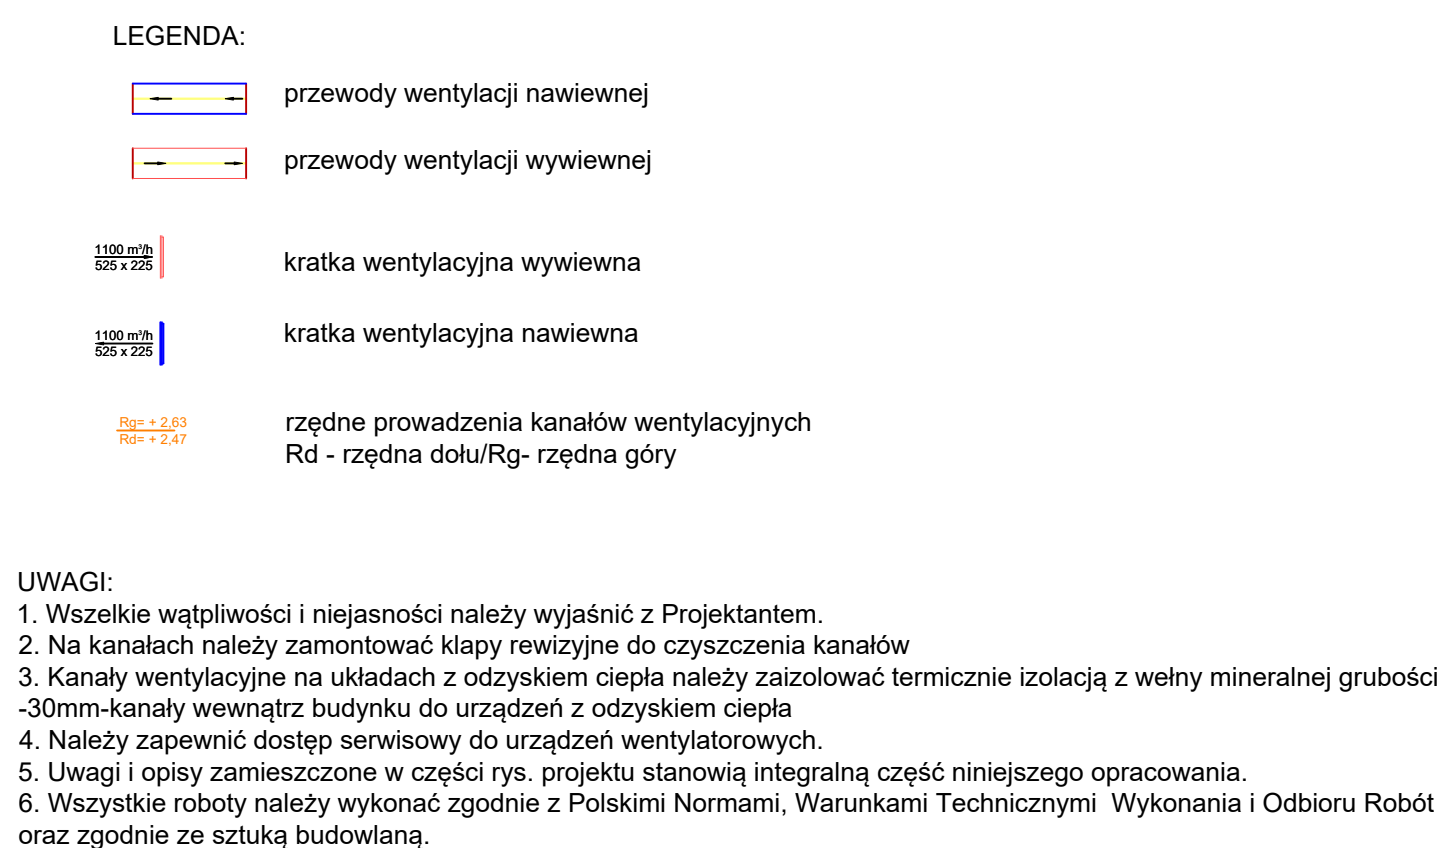 LEGENDA:
przewody wentylacji nawiewnej
przewody wentylacji wywiewnej
1100 m³/h
525 x 225
kratka wentylacyjna wywiewna
1100 m³/h
525 x 225
kratka wentylacyjna nawiewna
Rg= + 2,63
Rd= + 2,47
rzędne prowadzenia kanałów wentylacyjnych
Rd - rzędna dołu/Rg- rzędna góry
UWAGI:
1. Wszelkie wątpliwości i niejasności należy wyjaśnić z Projektantem.
2. Na kanałach należy zamontować klapy rewizyjne do czyszczenia kanałów
3. Kanały wentylacyjne na układach z odzyskiem ciepła należy zaizolować termicznie izolacją z wełny mineralnej grubości
-30mm-kanały wewnątrz budynku do urządzeń z odzyskiem ciepła
4. Należy zapewnić dostęp serwisowy do urządzeń wentylatorowych.
5. Uwagi i opisy zamieszczone w części rys. projektu stanowią integralną część niniejszego opracowania.
6. Wszystkie roboty należy wykonać zgodnie z Polskimi Normami, Warunkami Technicznymi  Wykonania i Odbioru Robót
oraz zgodnie ze sztuką budowlaną.